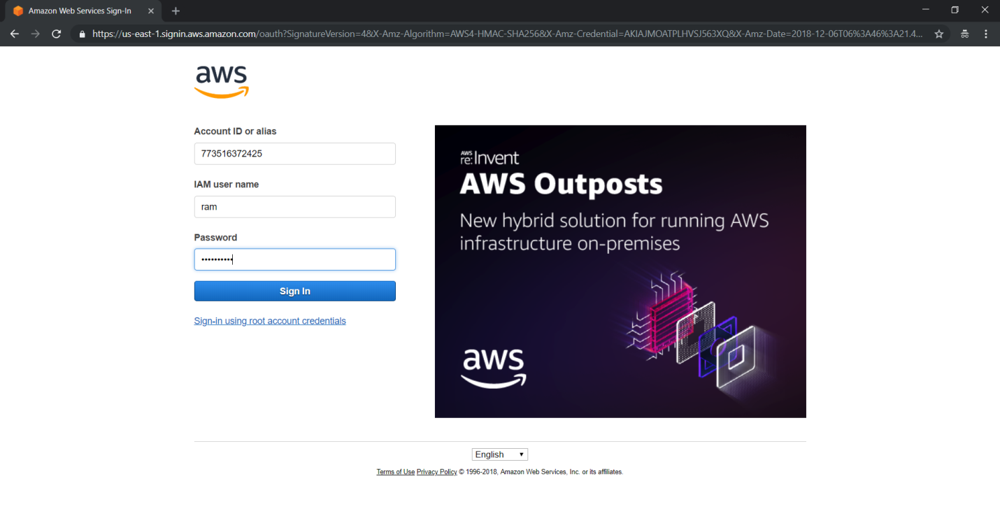 Amazon Web Services Sign-In
https://us-east-1.signin.aws.amazon.com/oauth?SignatureVersion=4&X-Amz-Algorithm=AWS4-HMAC-SHA256&X-Amz-Credential=AKIAJMOATPLHVSJ563XQ&X-Amz-Date=2018-12-06T06%3A46%3A21.4...
aws
Account ID or alias
773516372425
IAM user name
ram
Password
••••••••••
Sign In
Sign-in using root account credentials
AWS
re:Invent
AWS Outposts
New hybrid solution for running AWS
infrastructure on-premises
aws
English
Terms of Use Privacy Policy © 1996-2018, Amazon Web Services, Inc. or its affiliates.